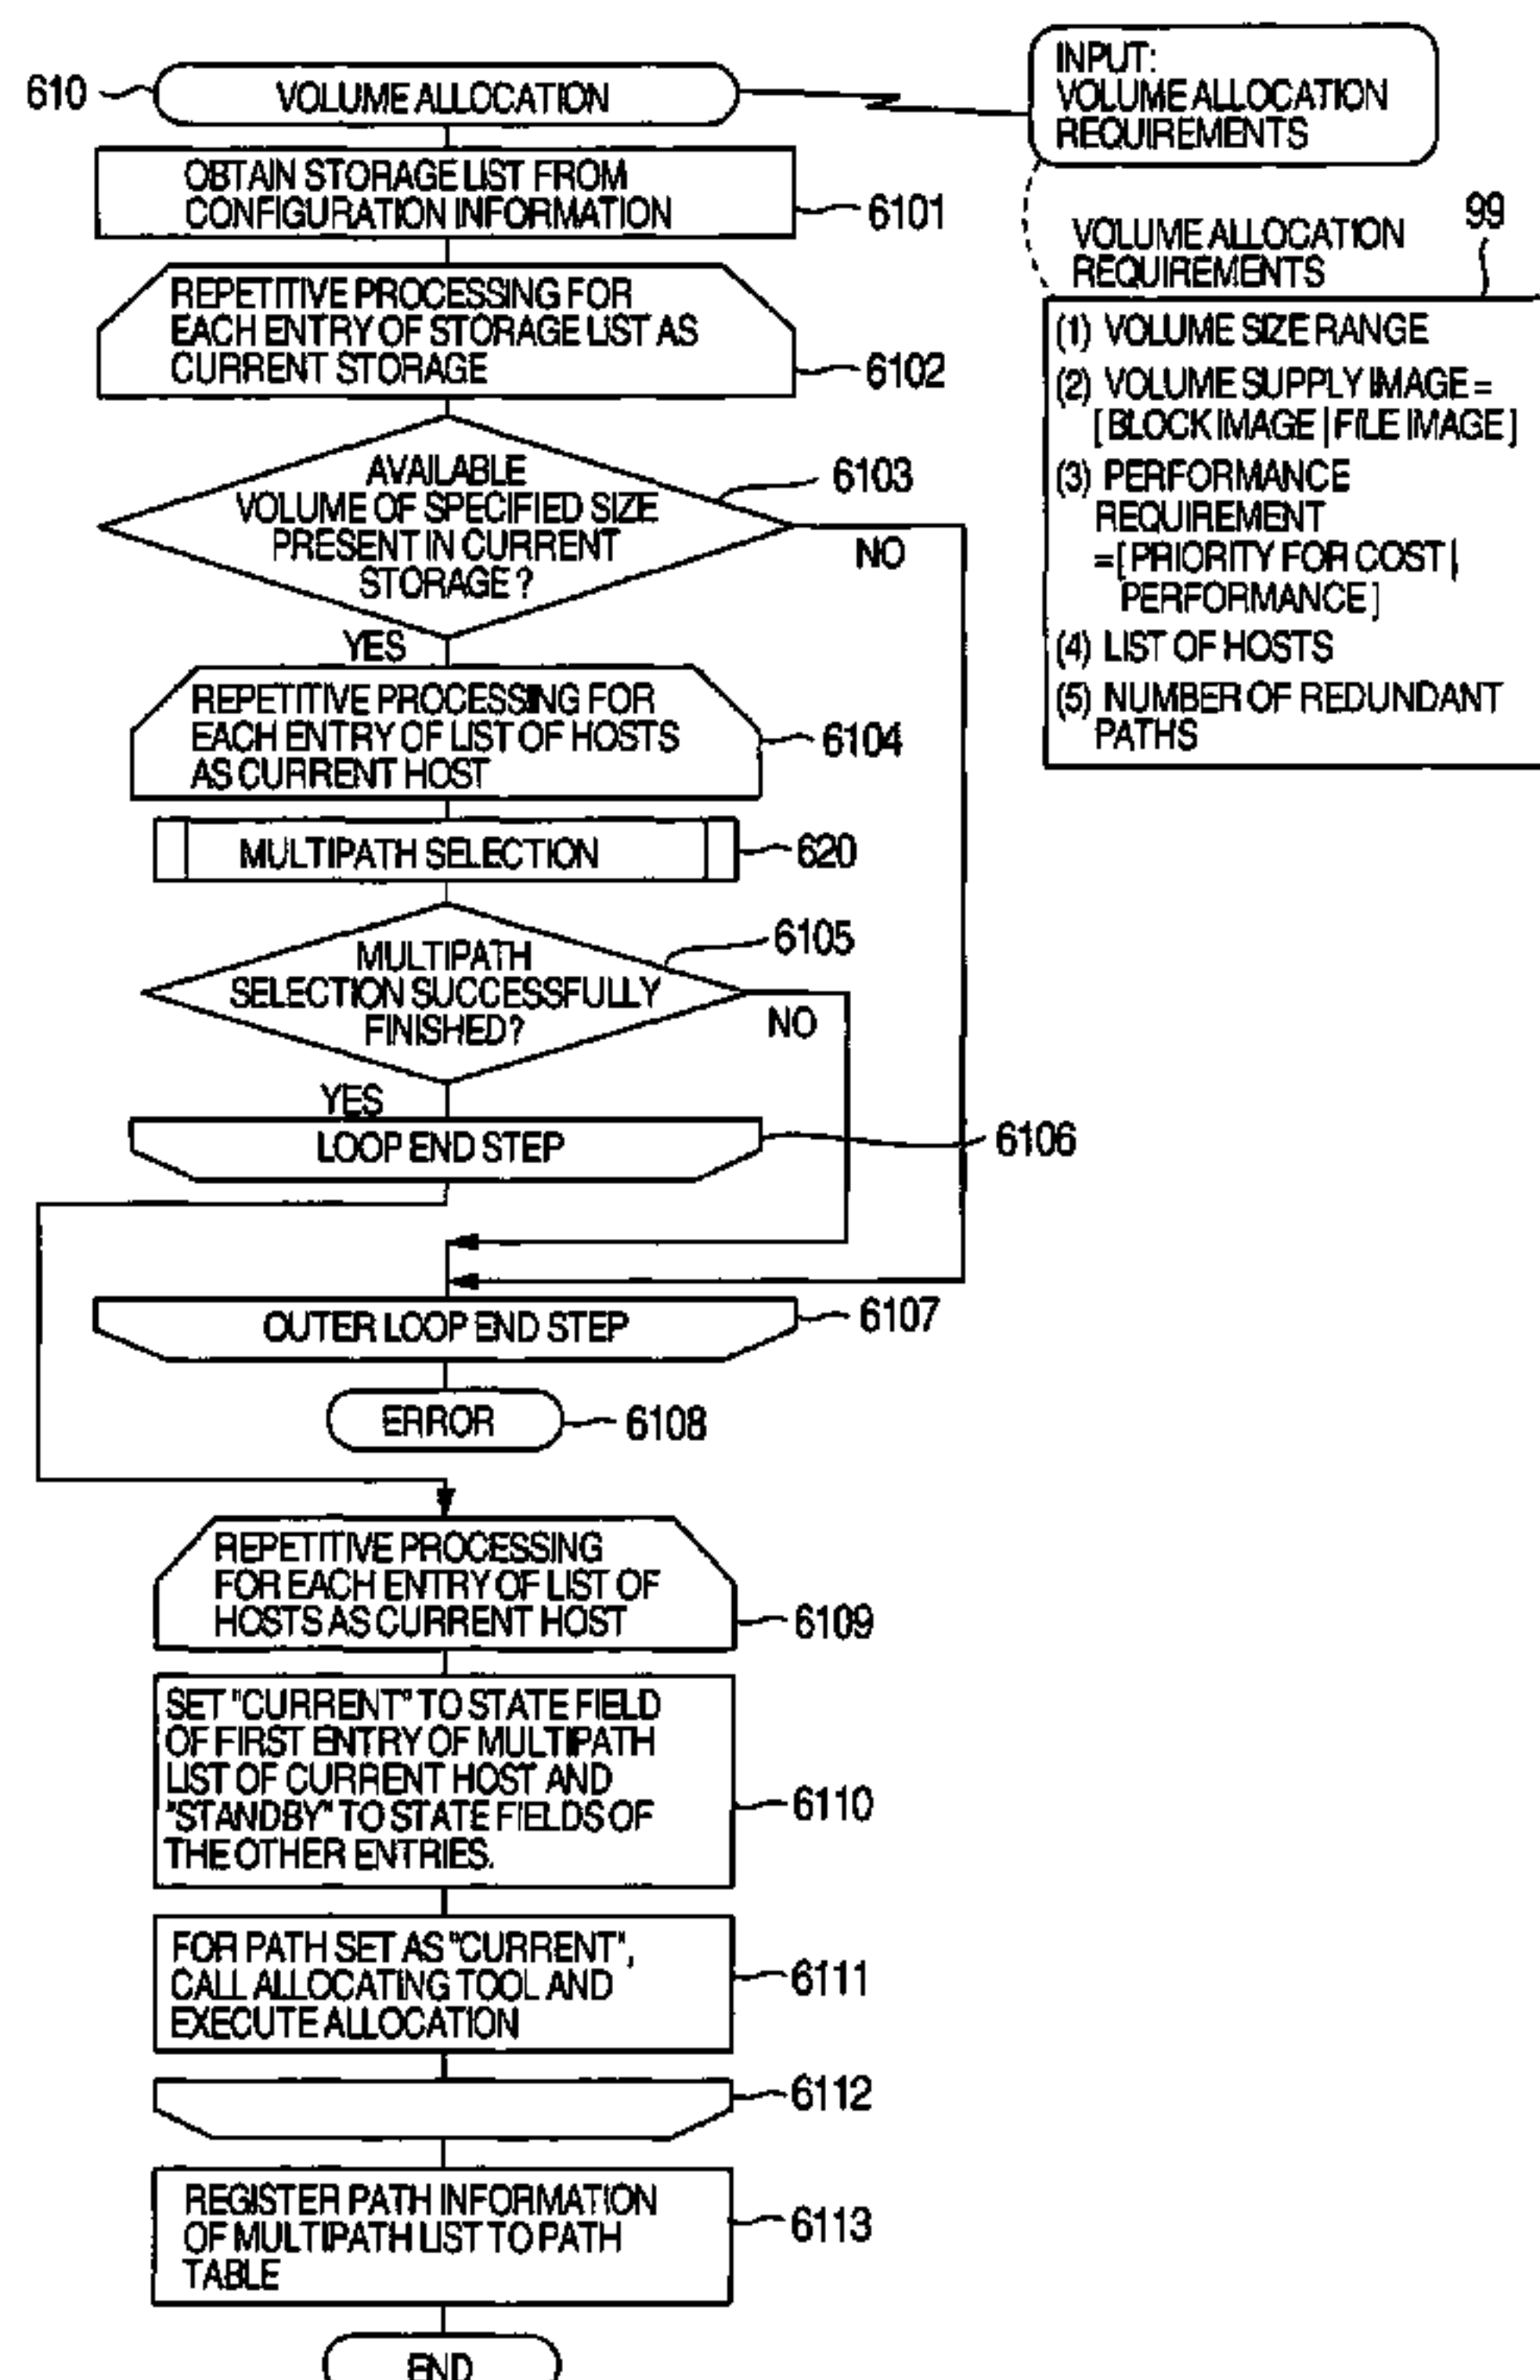 610
VOLUME ALLOCATION
INPUT:
VOLUME ALLOCATION
REQUIREMENTS
OBTAIN STORAGE LIST FROM
CONFIGURATION INFORMATION
6101
REPETITIVE PROCESSING FOR
EACH ENTRY OF STORAGE LIST AS
CURRENT STORAGE
6102
AVAILABLE
VOLUME OF SPECIFIED SIZE
PRESENT IN CURRENT
STORAGE?
6103
NO
YES
REPETITIVE PROCESSING FOR
EACH ENTRY OF LIST OF HOSTS
AS CURRENT HOST
6104
MULTIPATH SELECTION
620
MULTIPATH
SELECTION SUCCESSFULLY
FINISHED?
6105
NO
YES
LOOP END STEP
6106
OUTER LOOP END STEP
6107
ERROR
6108
REPETITIVE PROCESSING
FOR EACH ENTRY OF LIST OF
HOSTS AS CURRENT HOST
6109
SET "CURRENT" TO STATE FIELD
OF FIRST ENTRY OF MULTIPATH
LIST OF CURRENT HOST AND
"STANDBY" TO STATE FIELDS OF
THE OTHER ENTRIES.
6110
FOR PATH SET AS "CURRENT",
CALL ALLOCATING TOOL AND
EXECUTE ALLOCATION
6111
6112
REGISTER PATH INFORMATION
OF MULTIPATH LIST TO PATH
TABLE
6113
END
VOLUME ALLOCATION
REQUIREMENTS
99
(1) VOLUME SIZE RANGE
(2) VOLUME SUPPLY IMAGE =
[BLOCK IMAGE | FILE IMAGE]
(3) PERFORMANCE
REQUIREMENT
=[PRIORITY FOR COST |
PERFORMANCE]
(4) LIST OF HOSTS
(5) NUMBER OF REDUNDANT
PATHS